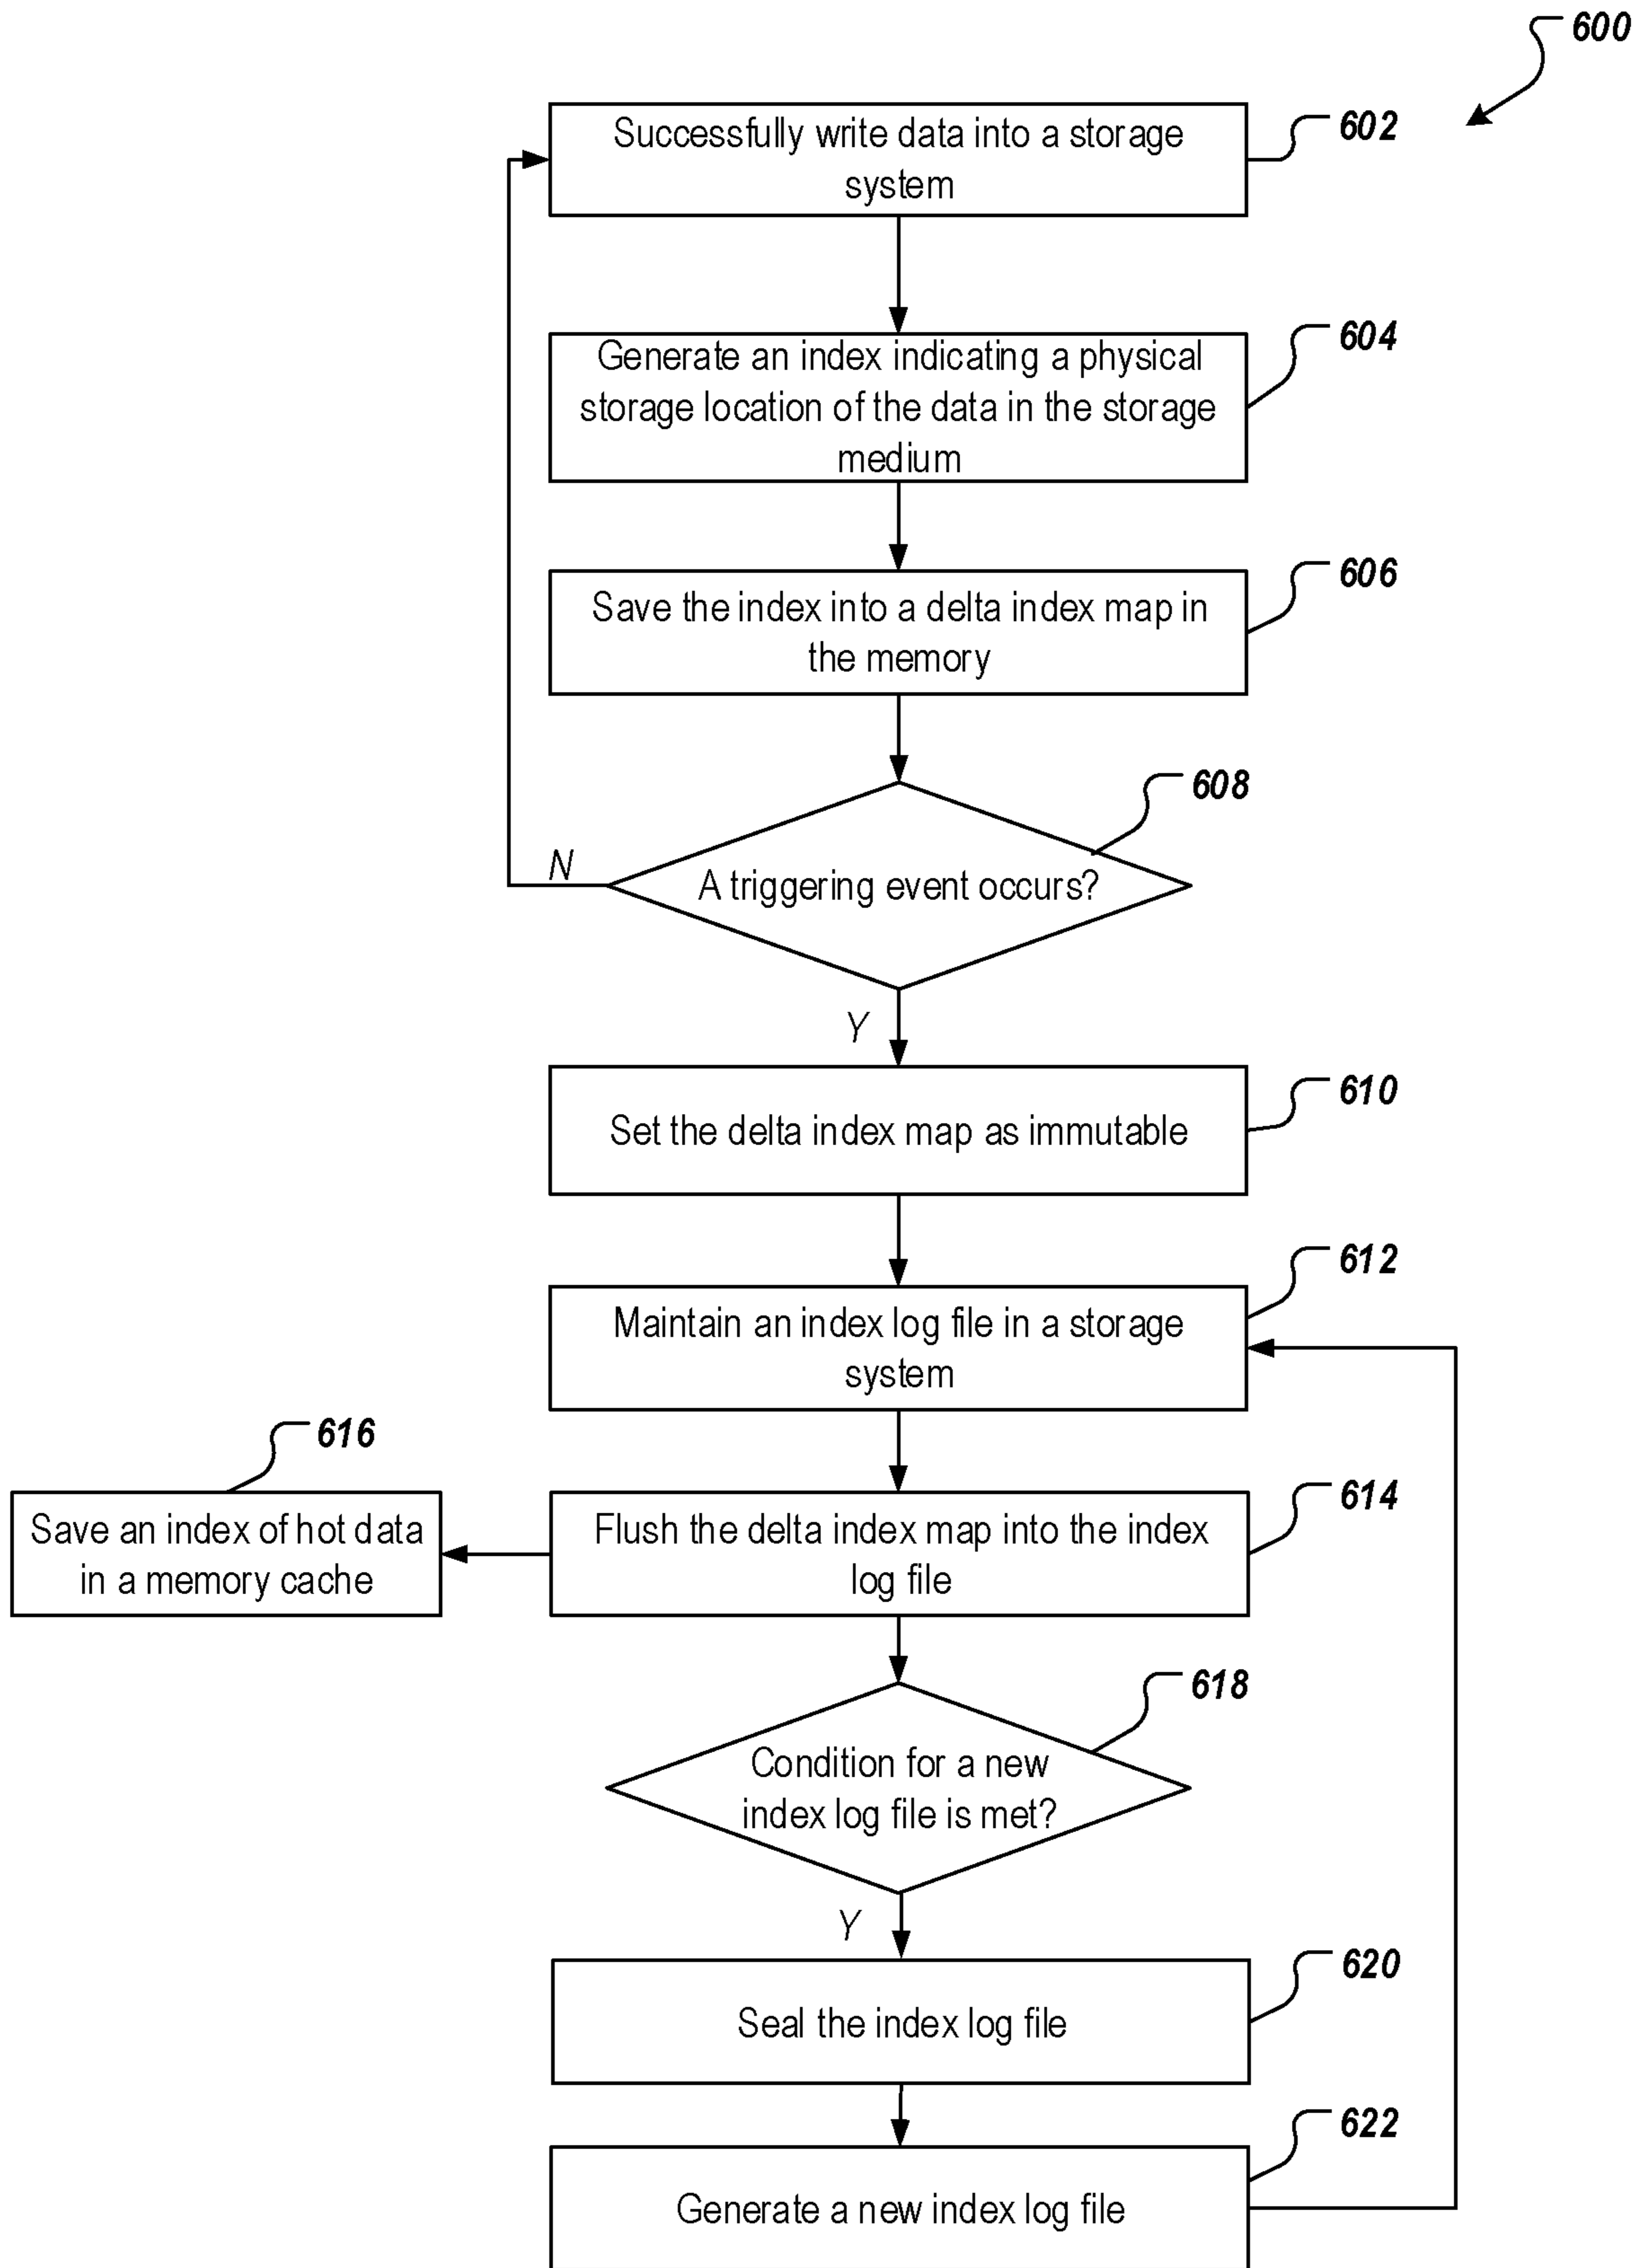 600
Successfully write data into a storage
system
602
Generate an index indicating a physical
storage location of the data in the storage
medium
604
Save the index into a delta index map in
the memory
606
608
N
A triggering event occurs?
Y
Set the delta index map as immutable
610
Maintain an index log file in a storage
system
612
616
Save an index of hot data
in a memory cache
Flush the delta index map into the index
log file
614
618
Condition for a new
index log file is met?
Y
Seal the index log file
620
Generate a new index log file
622